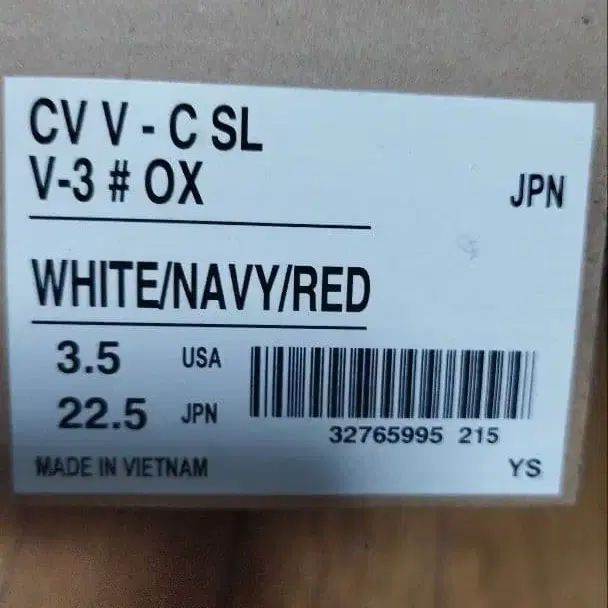 CV V - C SL
V-3 # OX
JPN
WHITE/NAVY/RED
3.5 USA
22.5 JPN
32765995 215
MADE IN VIETNAM
YS